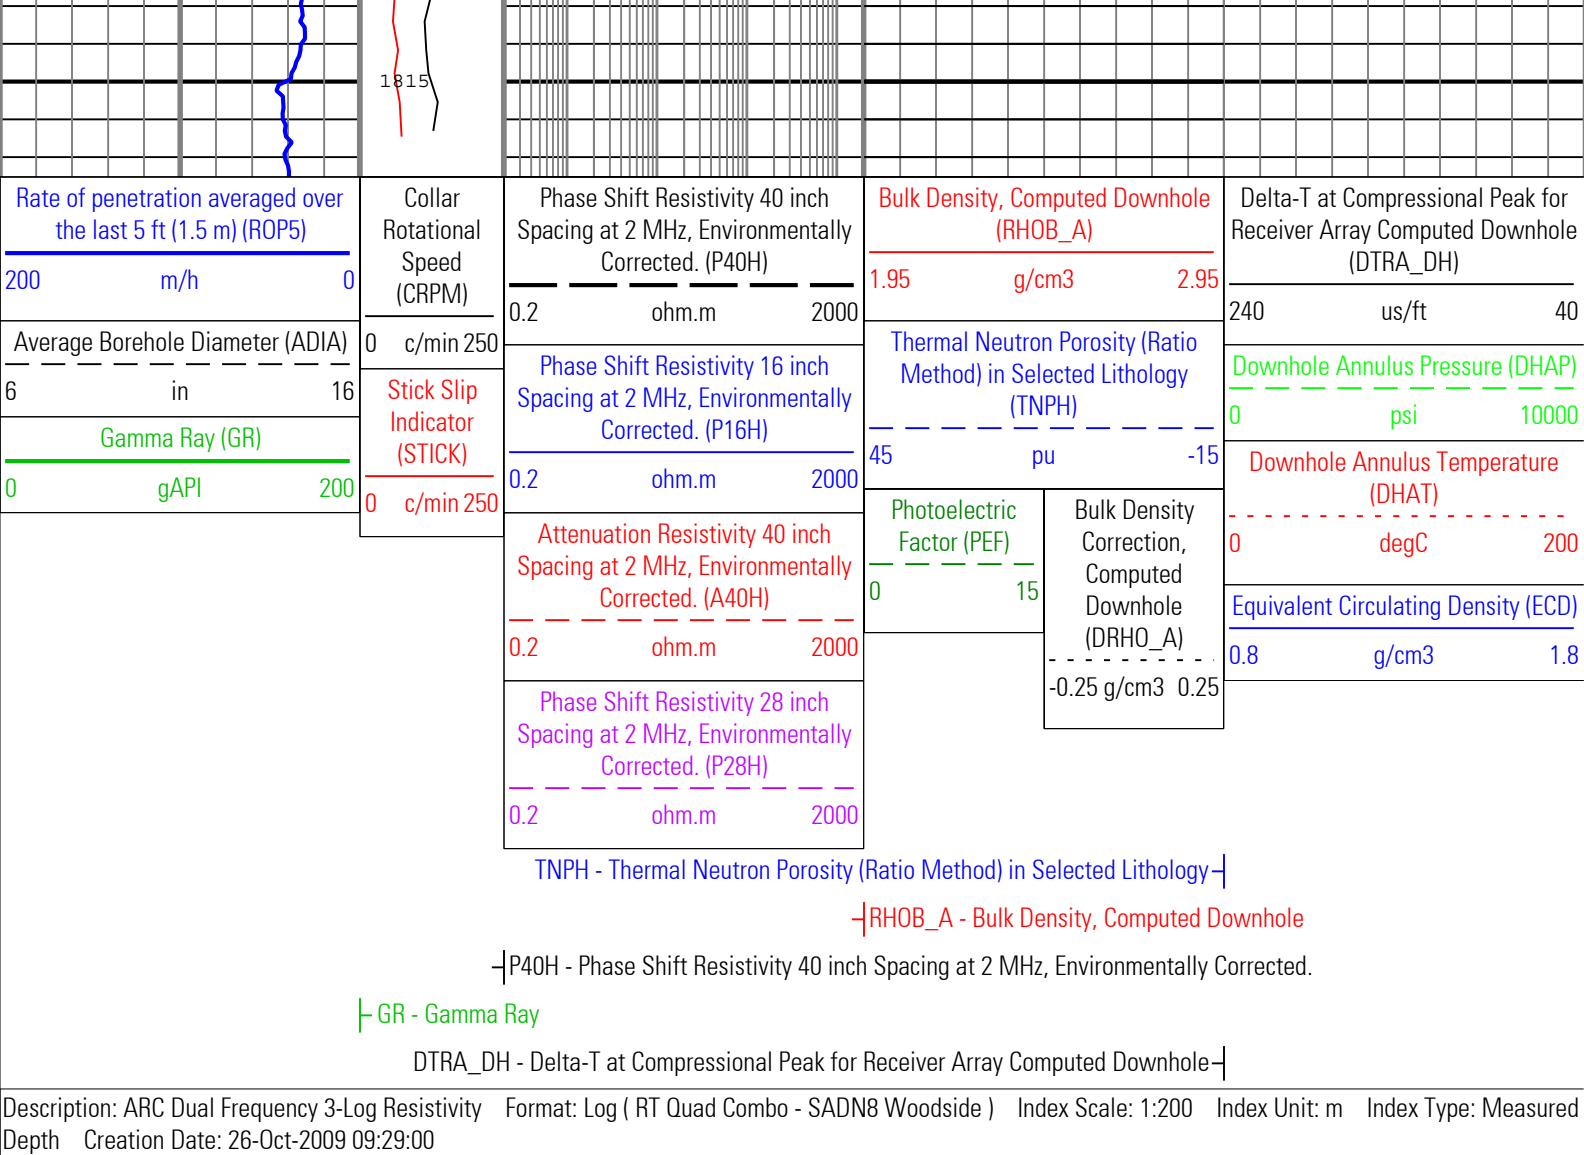 1815
Rate of penetration averaged over
the last 5 ft (1.5 m) (ROP5)
200 m/h 0
Average Borehole Diameter (ADIA)
6 in 16
Gamma Ray (GR)
0 gAPI 200
Collar
Rotational
Speed
(CRPM)
0 c/min 250
Stick Slip
Indicator
(STICK)
0 c/min 250
Phase Shift Resistivity 40 inch
Spacing at 2 MHz, Environmentally
Corrected. (P40H)
0.2 ohm.m 2000
Phase Shift Resistivity 16 inch
Spacing at 2 MHz, Environmentally
Corrected. (P16H)
0.2 ohm.m 2000
Attenuation Resistivity 40 inch
Spacing at 2 MHz, Environmentally
Corrected. (A40H)
0.2 ohm.m 2000
Phase Shift Resistivity 28 inch
Spacing at 2 MHz, Environmentally
Corrected. (P28H)
0.2 ohm.m 2000
Bulk Density, Computed Downhole
(RHOB_A)
1.95 g/cm3 2.95
Thermal Neutron Porosity (Ratio
Method) in Selected Lithology
(TNPH)
45 pu -15
Photoelectric
Factor (PEF)
0 15
Bulk Density
Correction,
Computed
Downhole
(DRHO_A)
-0.25 g/cm3 0.25
Delta-T at Compressional Peak for
Receiver Array Computed Downhole
(DTRA_DH)
240 us/ft 40
Downhole Annulus Pressure (DHAP)
0 psi 10000
Downhole Annulus Temperature
(DHAT)
0 degC 200
Equivalent Circulating Density (ECD)
0.8 g/cm3 1.8
TNPH - Thermal Neutron Porosity (Ratio Method) in Selected Lithology
RHOB_A - Bulk Density, Computed Downhole
P40H - Phase Shift Resistivity 40 inch Spacing at 2 MHz, Environmentally Corrected.
GR - Gamma Ray
DTRA_DH - Delta-T at Compressional Peak for Receiver Array Computed Downhole
Description: ARC Dual Frequency 3-Log Resistivity Format: Log ( RT Quad Combo - SADN8 Woodside ) Index Scale: 1:200 Index Unit: m Index Type: Measured
Depth Creation Date: 26-Oct-2009 09:29:00